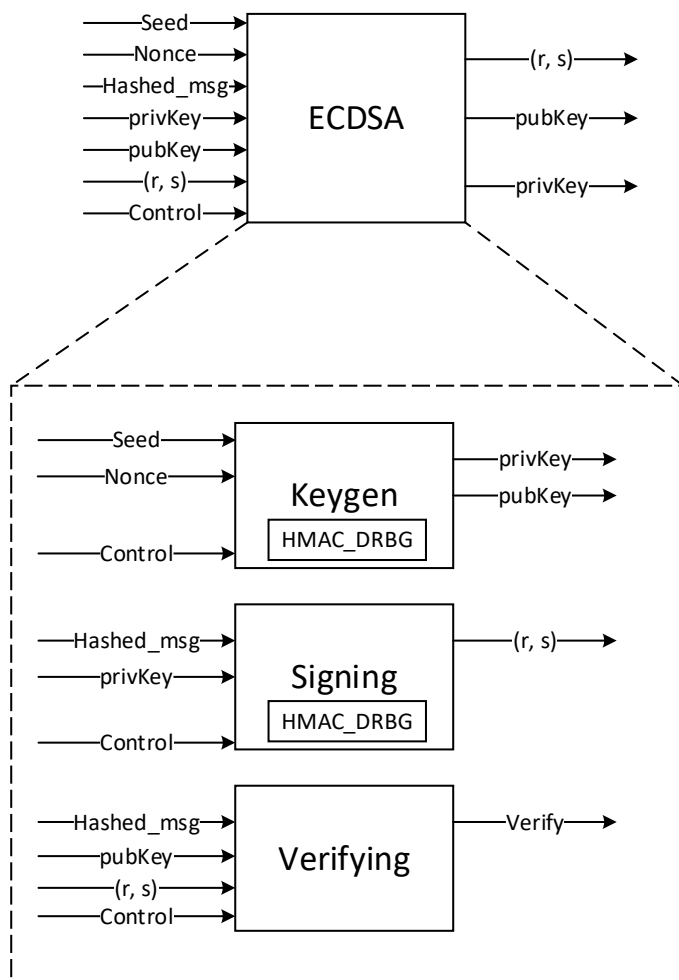 Seed
Nonce
Hashed_msg
privKey
pubKey
(r, s)
Control
ECDSA
(r, s)
pubKey
privKey
Seed
Nonce
Control
Keygen
HMAC_DRBG
privKey
pubKey
Hashed_msg
privKey
Control
Signing
HMAC_DRBG
(r, s)
Hashed_msg
pubKey
(r, s)
Control
Verifying
Verify